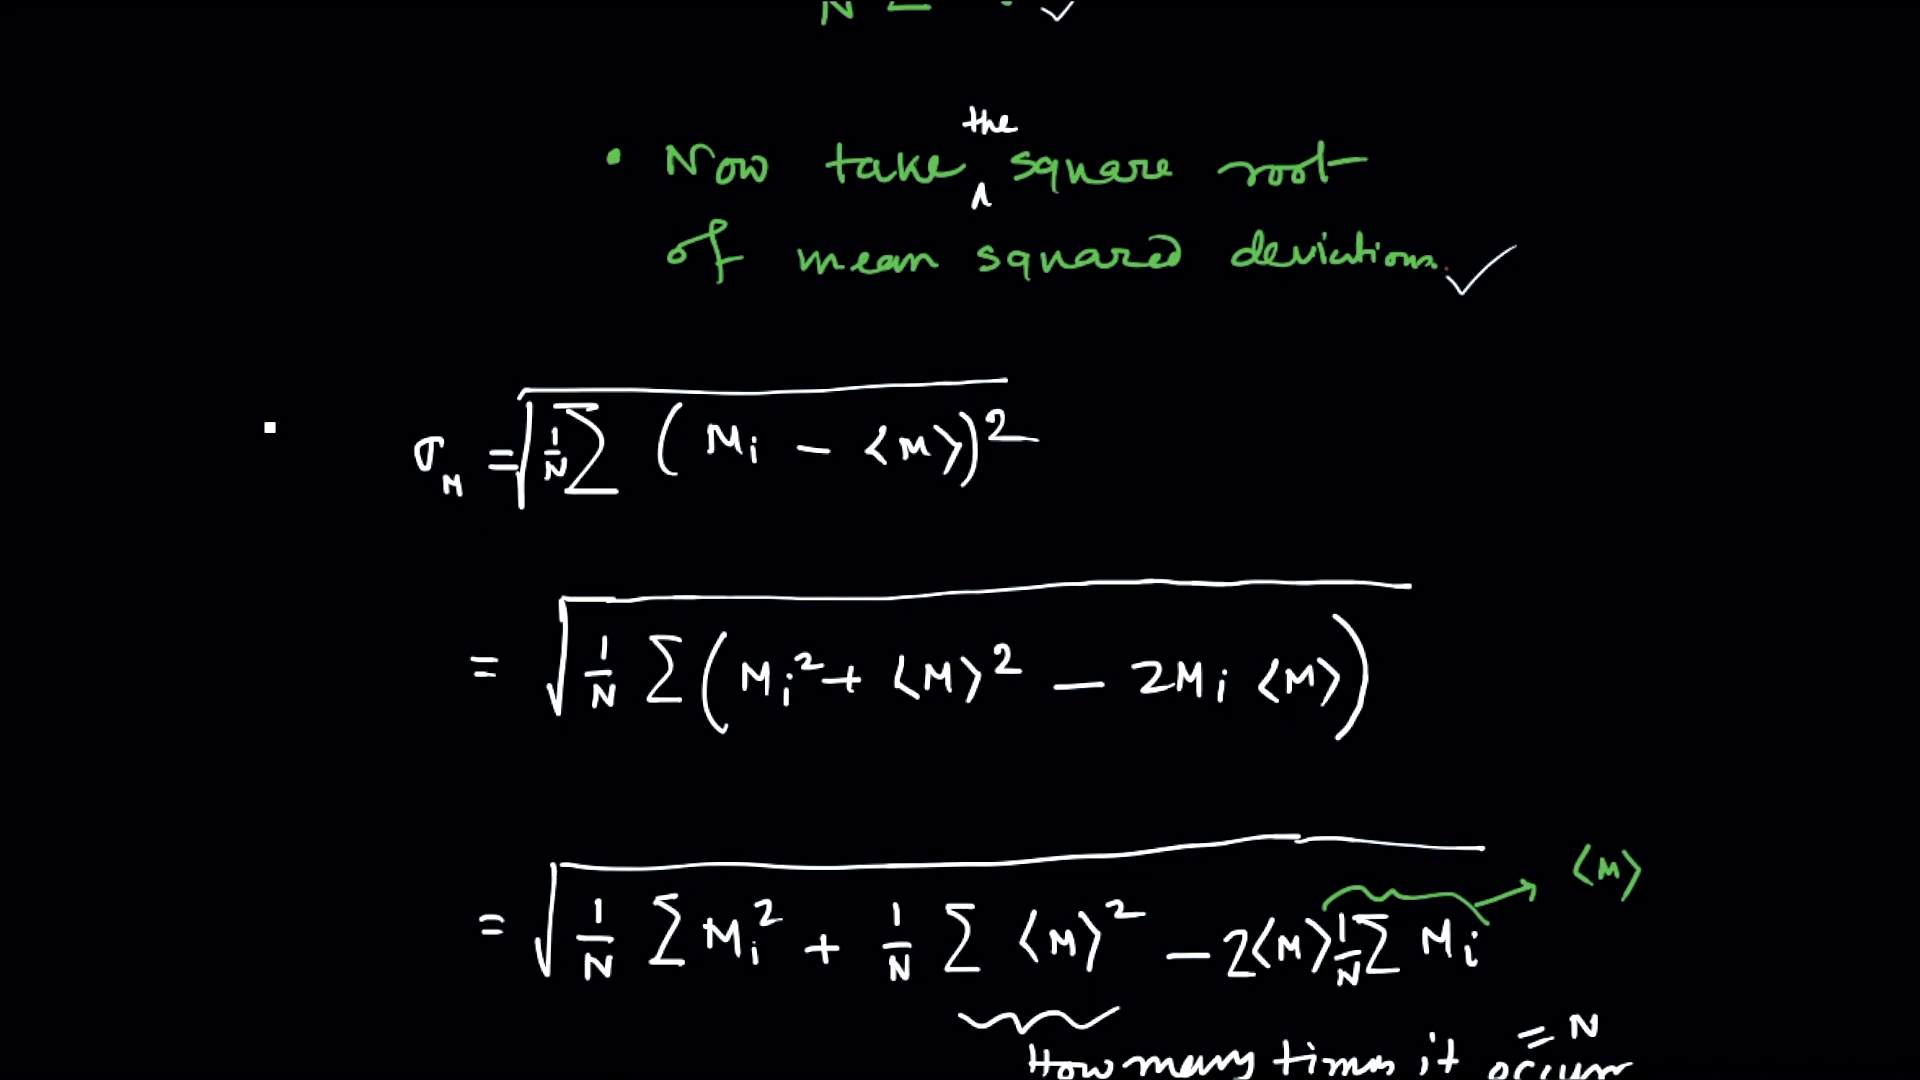 • Now take the square root
of mean squared deviations.
σ_M = √(1/N Σ (M_i - ⟨M⟩)²)
= √(1/N Σ (M_i² + ⟨M⟩² - 2M_i ⟨M⟩))
= √(1/N Σ M_i² + 1/N Σ ⟨M⟩² - 2⟨M⟩ 1/N Σ M_i) → ⟨M⟩
= N
How many times it occurs